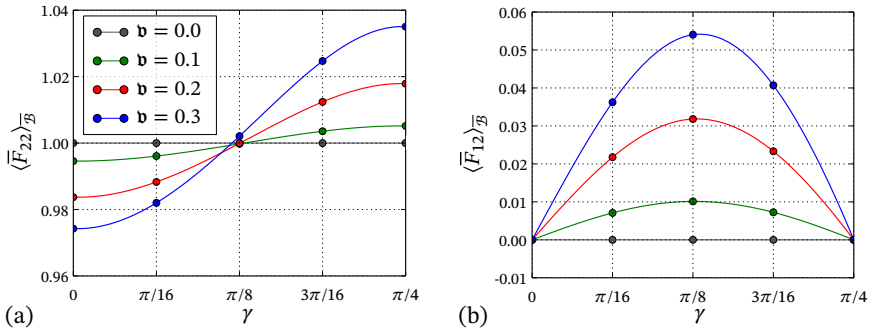 1.04
1.02
1.00
0.98
0.96
⟨F̅₂₂⟩_ℬ̅
𝔳 = 0.0
𝔳 = 0.1
𝔳 = 0.2
𝔳 = 0.3
0 π/16 π/8 3π/16 π/4
γ
(a)
0.06
0.05
0.04
0.03
0.02
0.01
0.00
-0.01
⟨F̅₁₂⟩_ℬ̅
0 π/16 π/8 3π/16 π/4
γ
(b)